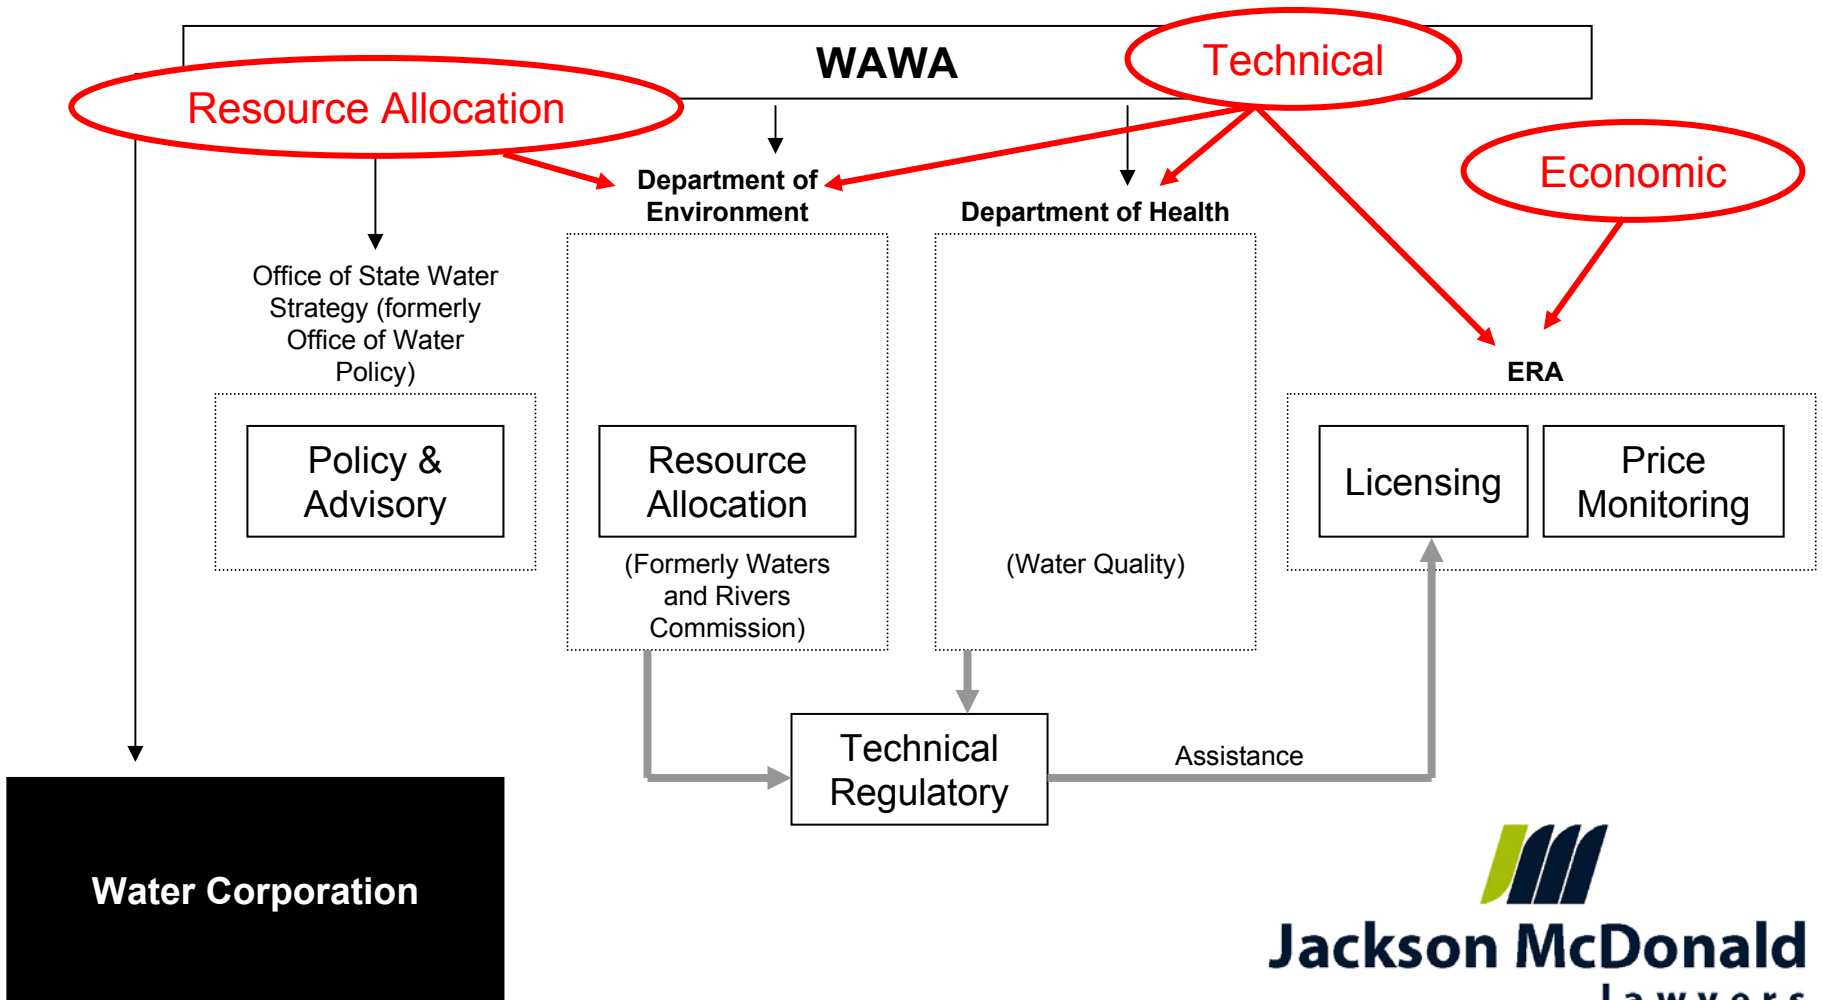 WAWA
Technical
Resource Allocation
Economic
Department of
Environment
Department of Health
Office of State Water
Strategy (formerly
Office of Water
Policy)
ERA
Policy &
Advisory
Resource
Allocation
Licensing
Price
Monitoring
(Formerly Waters
and Rivers
Commission)
(Water Quality)
Technical
Regulatory
Assistance
Water Corporation
Jackson McDonald
Lawyers